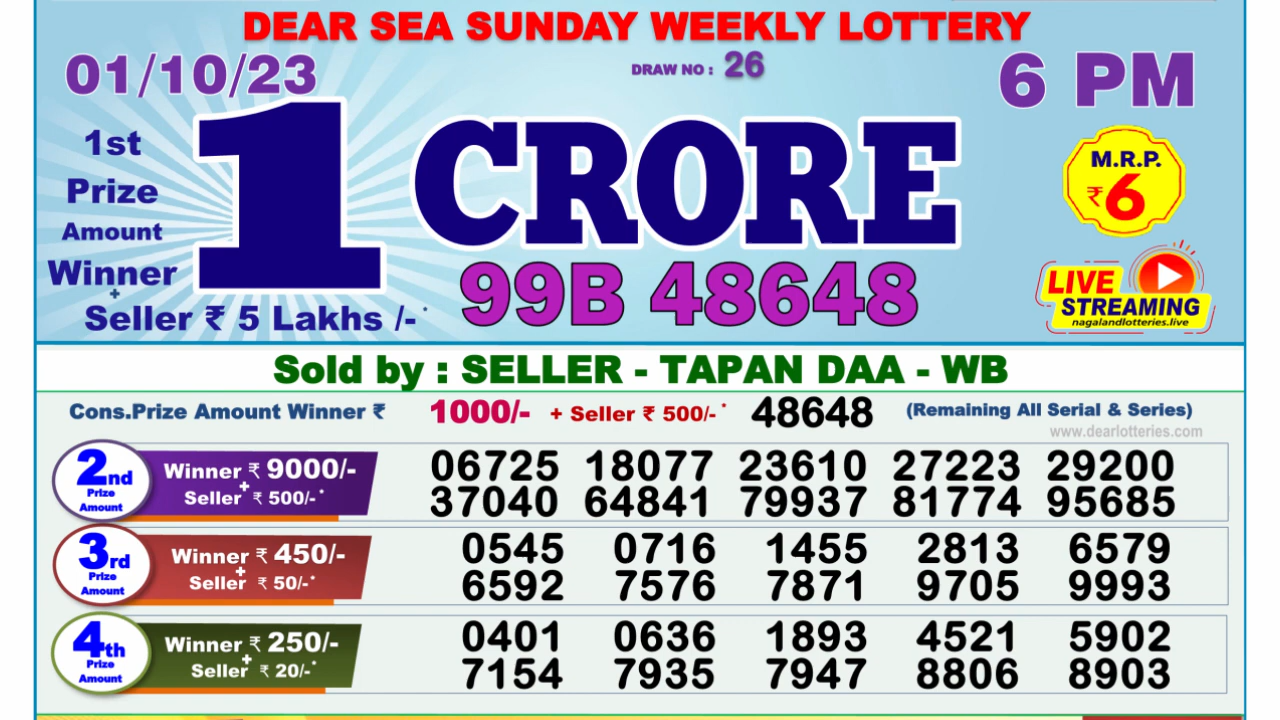 DEAR SEA SUNDAY WEEKLY LOTTERY
01/10/23
DRAW NO : 26
6 PM
1st
Prize
Amount
Winner
+
Seller ₹ 5 Lakhs /- *
1 CRORE
99B 48648
M.R.P.
₹6
LIVE
STREAMING
nagalandlotteries.live
Sold by : SELLER - TAPAN DAA - WB
Cons.Prize Amount Winner ₹ 1000/- + Seller ₹ 500/- * 48648 (Remaining All Serial & Series)
www.dearlotteries.com
2nd
Prize
Amount
Winner ₹ 9000/-
+
Seller ₹ 500/- *
06725 18077 23610 27223 29200
37040 64841 79937 81774 95685
3rd
Prize
Amount
Winner ₹ 450/-
+
Seller ₹ 50/- *
0545 0716 1455 2813 6579
6592 7576 7871 9705 9993
4th
Prize
Amount
Winner ₹ 250/-
+
Seller ₹ 20/- *
0401 0636 1893 4521 5902
7154 7935 7947 8806 8903